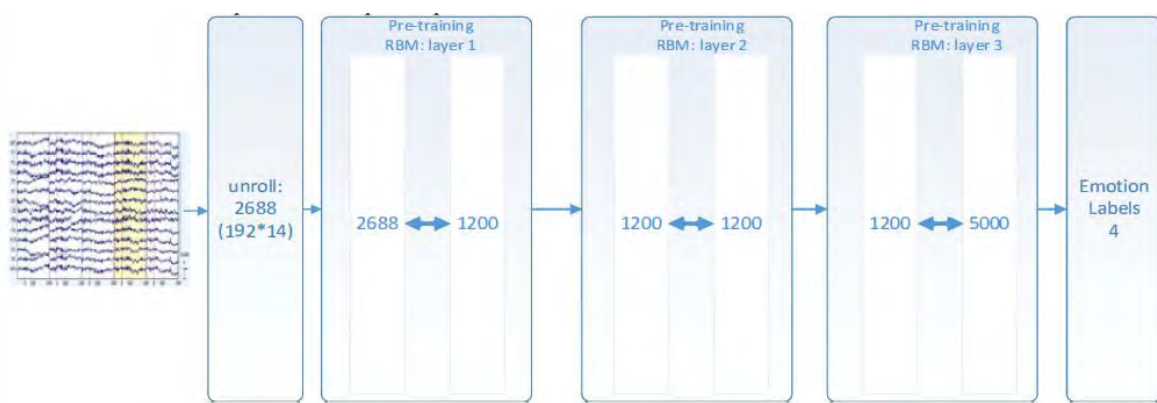 unroll:
2688
(192*14)
Pre-training
RBM: layer 1
2688
1200
Pre-training
RBM: layer 2
1200
1200
Pre-training
RBM: layer 3
1200
5000
Emotion
Labels
4